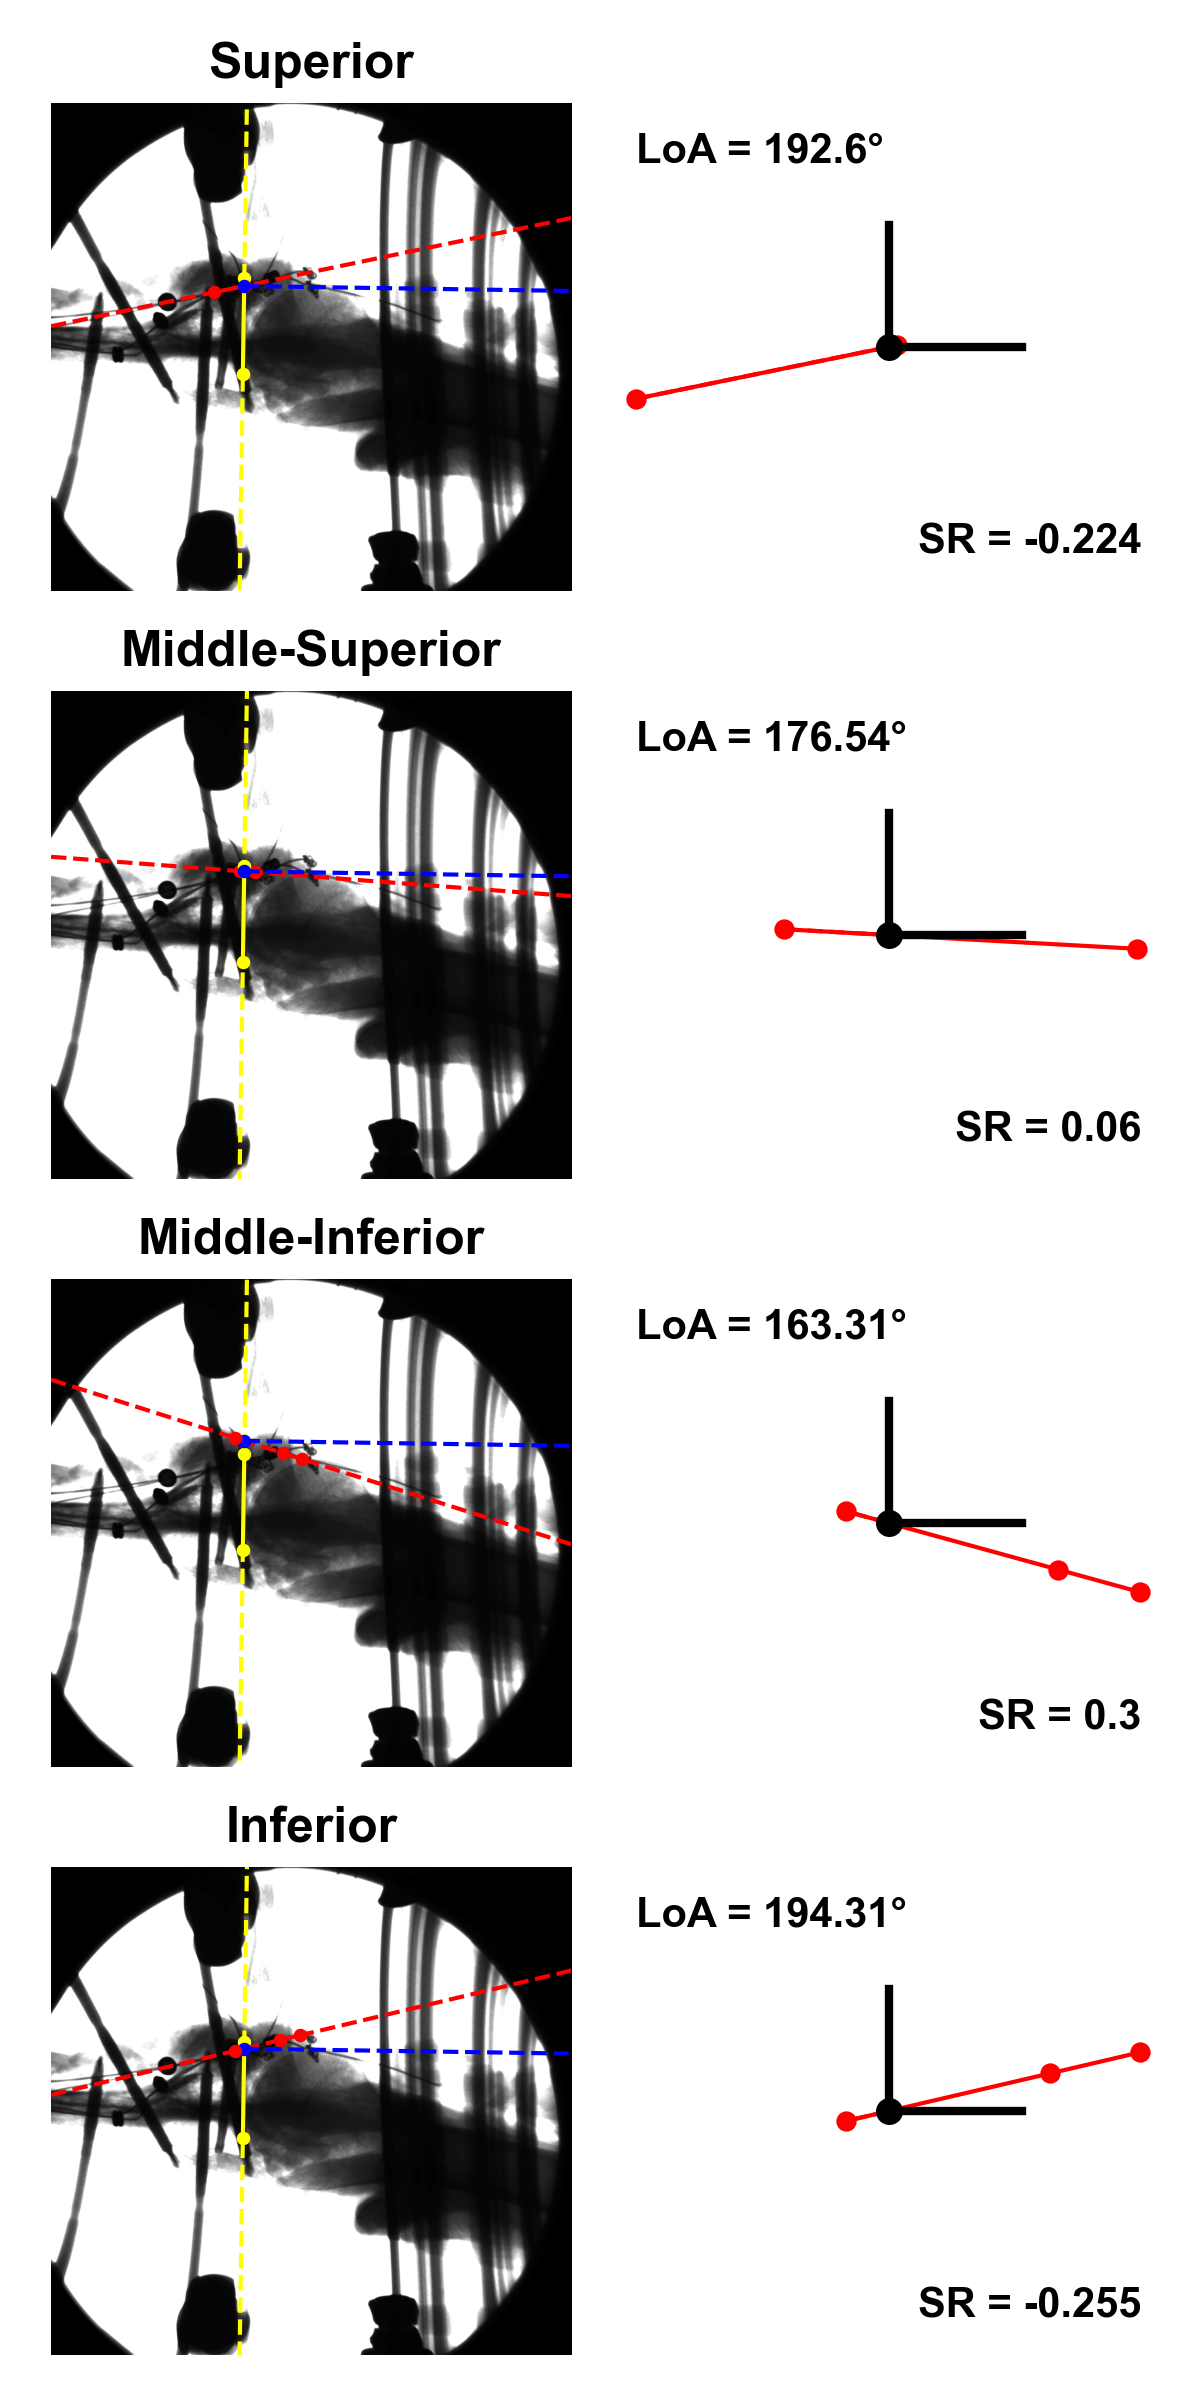 Superior
LoA = 192.6°
SR = -0.224
Middle-Superior
LoA = 176.54°
SR = 0.06
Middle-Inferior
LoA = 163.31°
SR = 0.3
Inferior
LoA = 194.31°
SR = -0.255